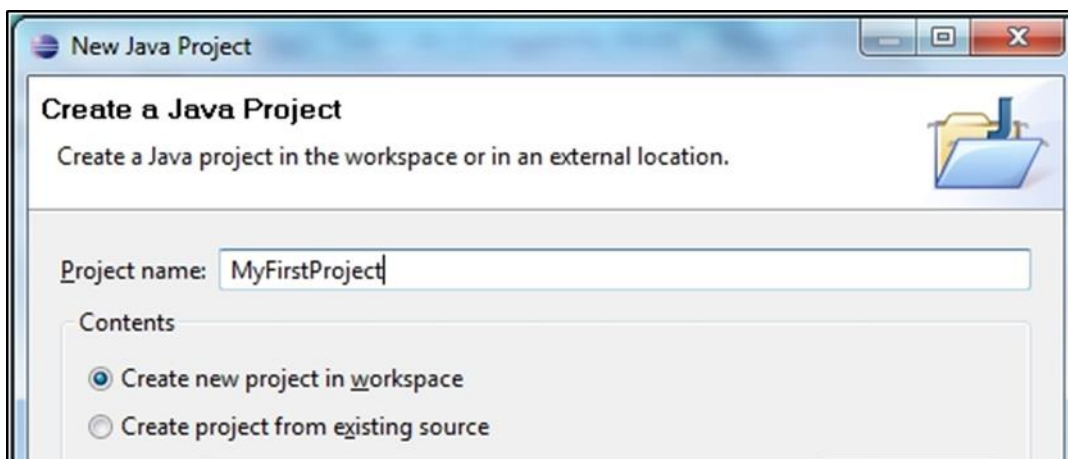 New Java Project
Create a Java Project
Create a Java project in the workspace or in an external location.
Project name: MyFirstProject
Contents
Create new project in workspace
Create project from existing source